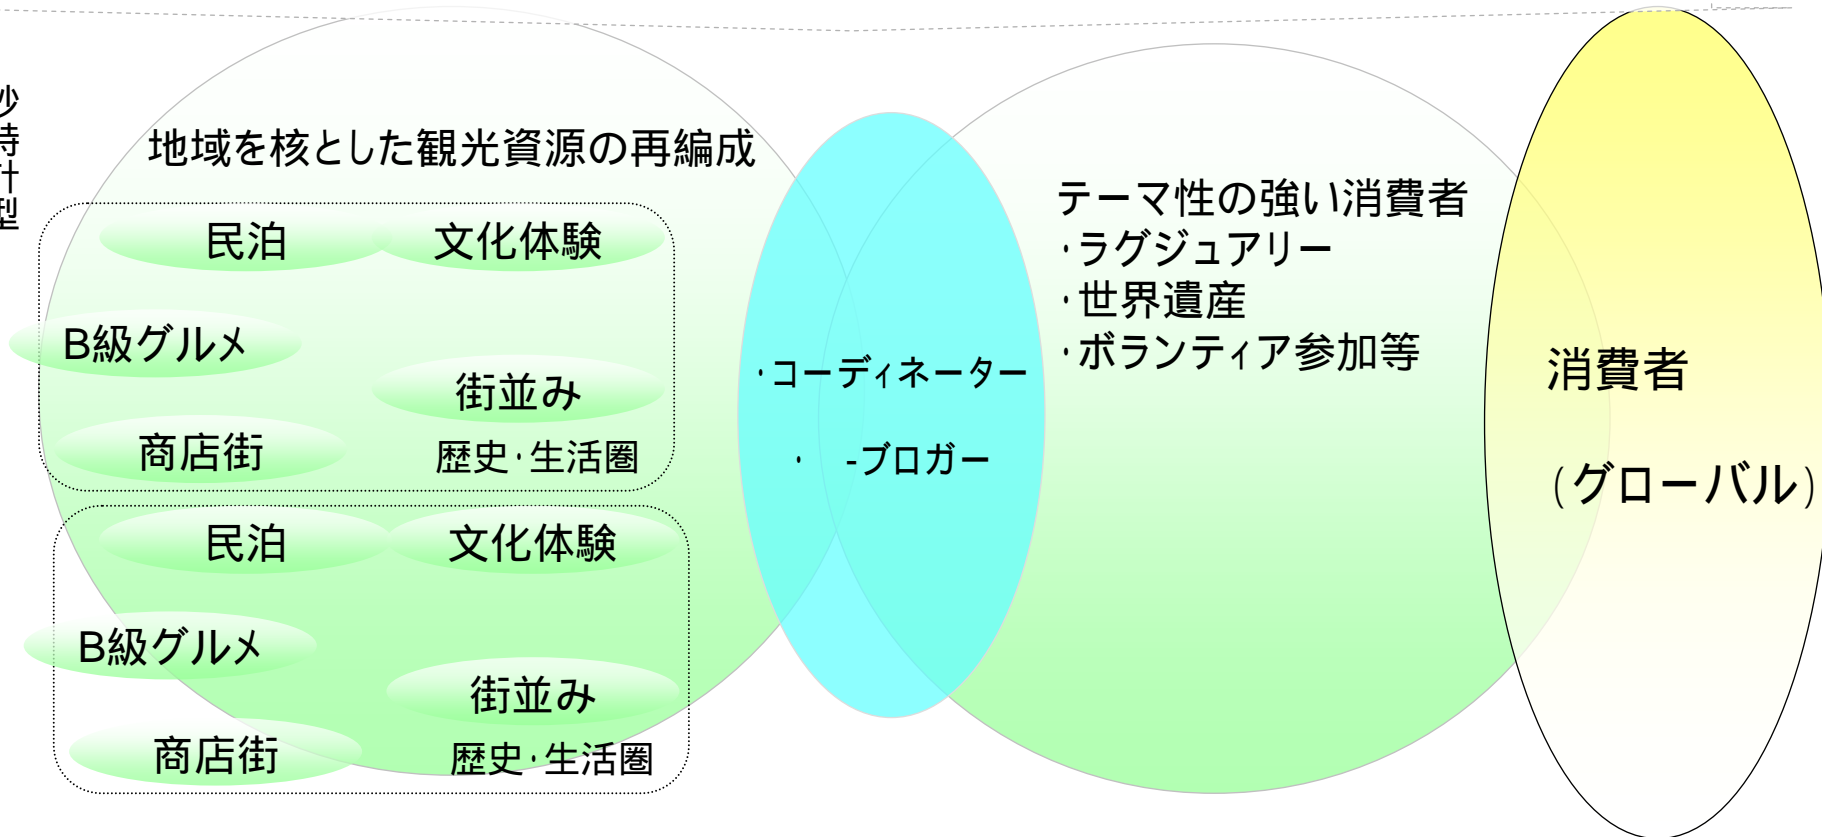 砂時計型
地域を核とした観光資源の再編成
民泊
文化体験
B級グルメ
街並み
商店街
歴史・生活圏
民泊
文化体験
B級グルメ
街並み
商店街
歴史・生活圏
・コーディネーター
・ -ブロガー
テーマ性の強い消費者
・ラグジュアリー
・世界遺産
・ボランティア参加等
消費者
(グローバル)